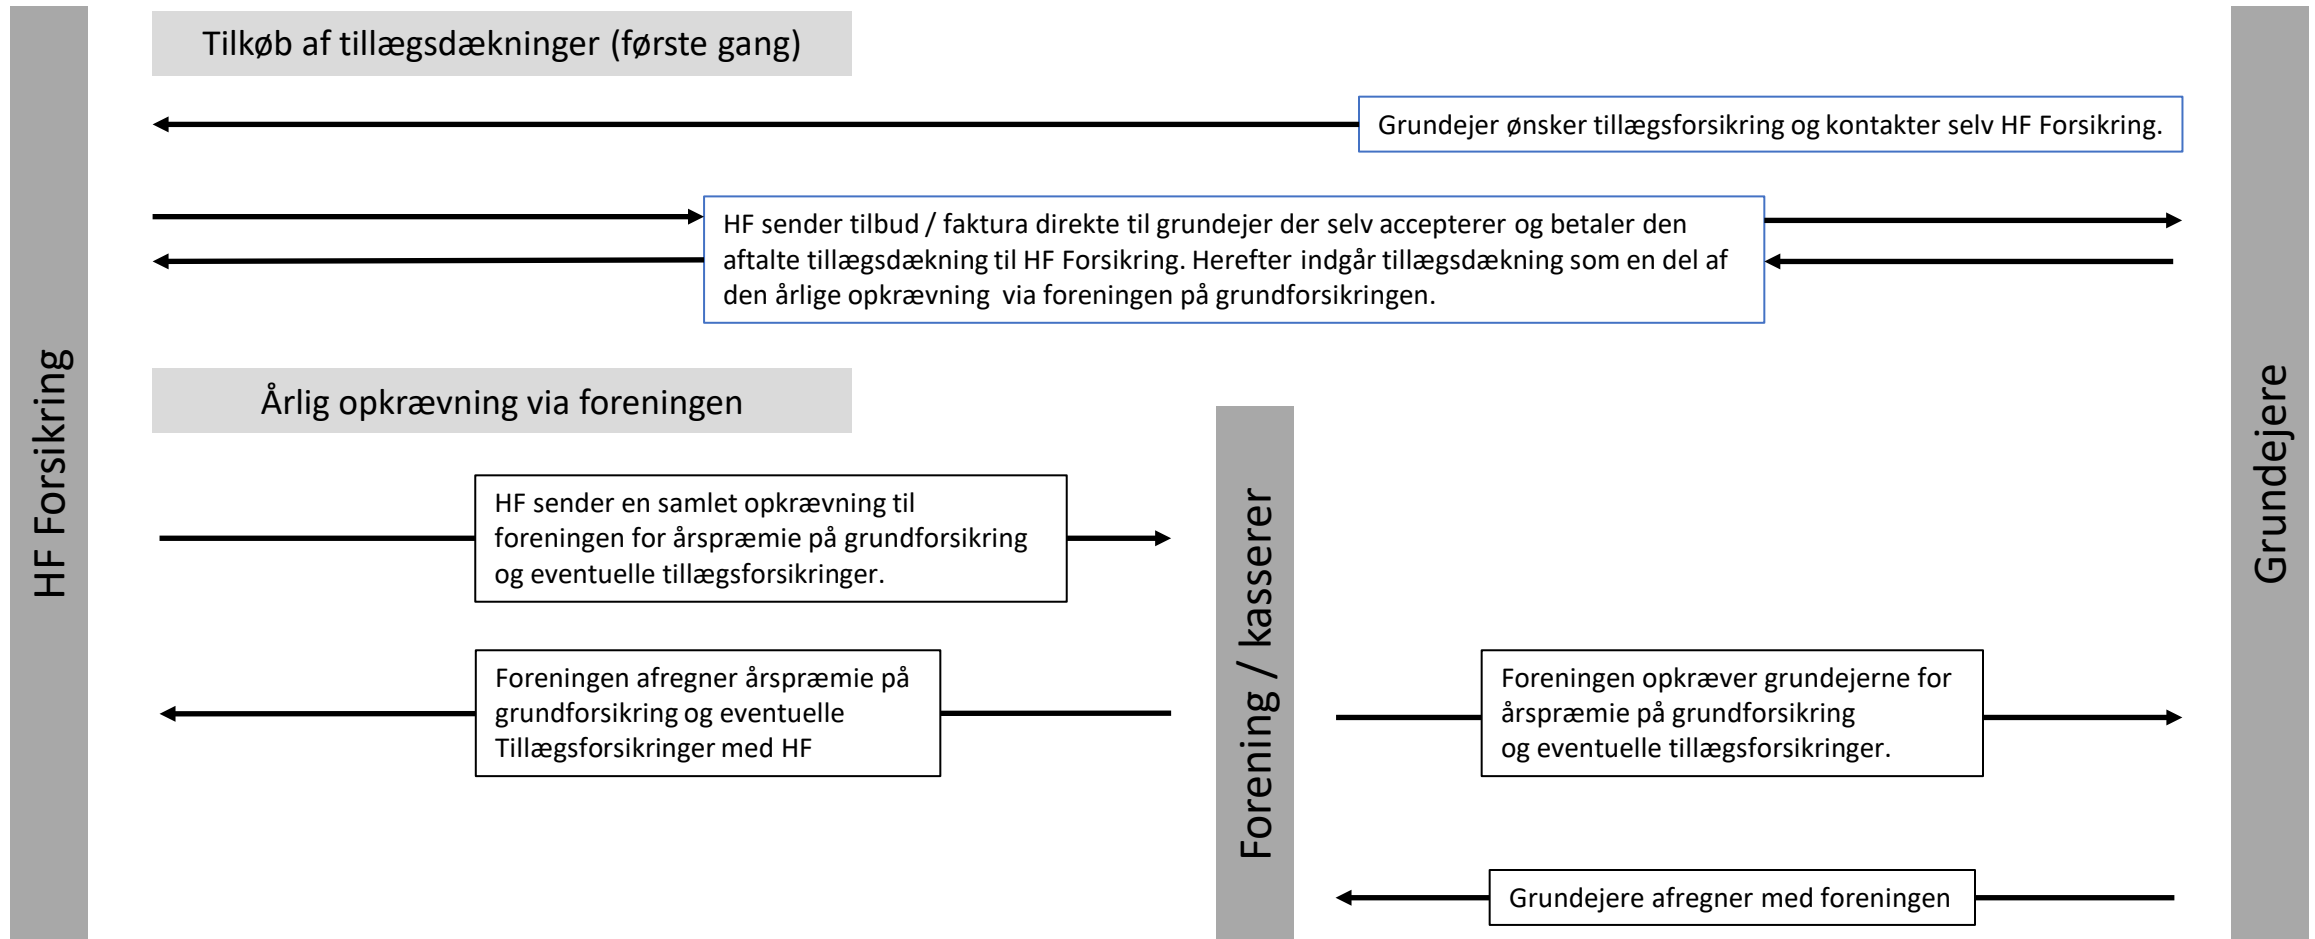 HF Forsikring
Tilkøb af tillægsdækninger (første gang)
Grundejer ønsker tillægsforsikring og kontakter selv HF Forsikring.
HF sender tilbud / faktura direkte til grundejer der selv accepterer og betaler den
aftalte tillægsdækning til HF Forsikring. Herefter indgår tillægsdækning som en del af
den årlige opkrævning via foreningen på grundforsikringen.
Årlig opkrævning via foreningen
HF sender en samlet opkrævning til
foreningen for årspræmie på grundforsikring
og eventuelle tillægsforsikringer.
Foreningen afregner årspræmie på
grundforsikring og eventuelle
Tillægsforsikringer med HF
Forening / kasserer
Foreningen opkræver grundejerne for
årspræmie på grundforsikring
og eventuelle tillægsforsikringer.
Grundejere afregner med foreningen
Grundejere